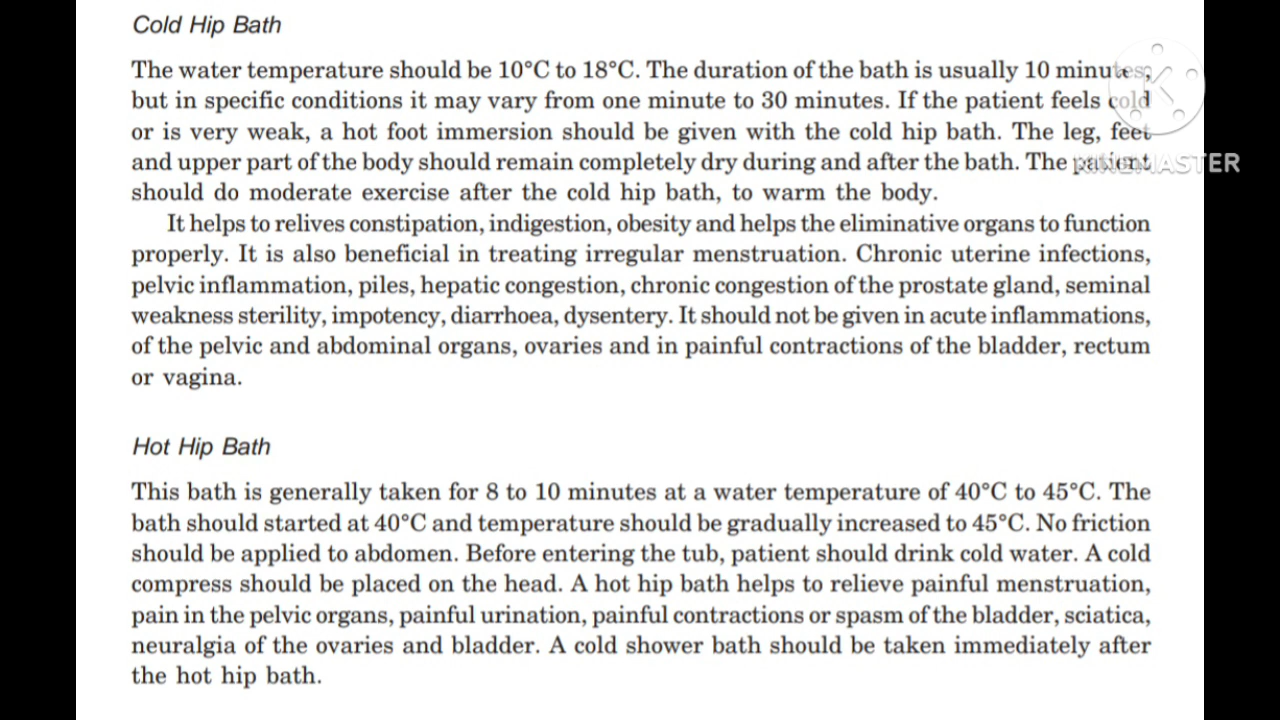 Cold Hip Bath
The water temperature should be 10°C to 18°C. The duration of the bath is usually 10 minutes,
but in specific conditions it may vary from one minute to 30 minutes. If the patient feels cold
or is very weak, a hot foot immersion should be given with the cold hip bath. The leg, feet
and upper part of the body should remain completely dry during and after the bath. The patient
should do moderate exercise after the cold hip bath, to warm the body.
It helps to relives constipation, indigestion, obesity and helps the eliminative organs to function
properly. It is also beneficial in treating irregular menstruation. Chronic uterine infections,
pelvic inflammation, piles, hepatic congestion, chronic congestion of the prostate gland, seminal
weakness sterility, impotency, diarrhoea, dysentery. It should not be given in acute inflammations,
of the pelvic and abdominal organs, ovaries and in painful contractions of the bladder, rectum
or vagina.
Hot Hip Bath
This bath is generally taken for 8 to 10 minutes at a water temperature of 40°C to 45°C. The
bath should started at 40°C and temperature should be gradually increased to 45°C. No friction
should be applied to abdomen. Before entering the tub, patient should drink cold water. A cold
compress should be placed on the head. A hot hip bath helps to relieve painful menstruation,
pain in the pelvic organs, painful urination, painful contractions or spasm of the bladder, sciatica,
neuralgia of the ovaries and bladder. A cold shower bath should be taken immediately after
the hot hip bath.
K
KINEMASTER